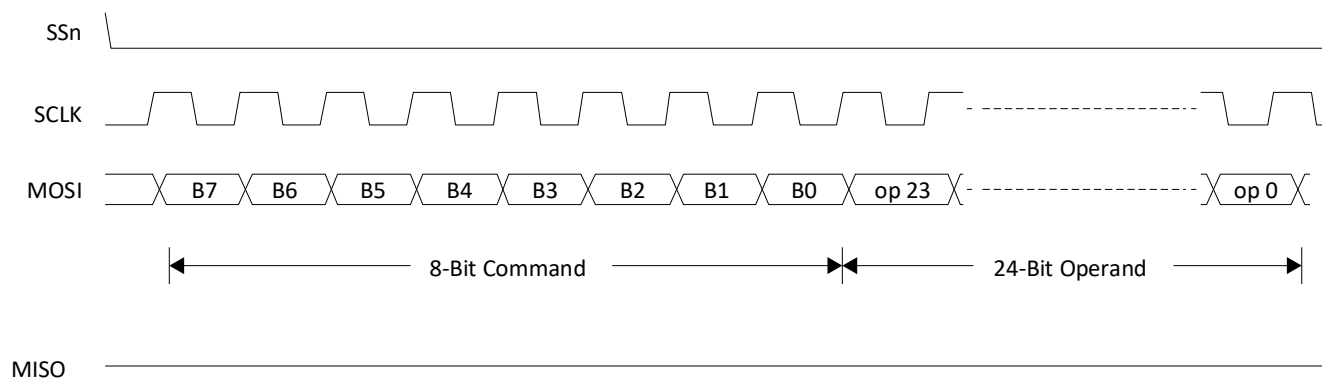 SSn
SCLK
MOSI B7 B6 B5 B4 B3 B2 B1 B0 op 23 op 0
8-Bit Command 24-Bit Operand
MISO